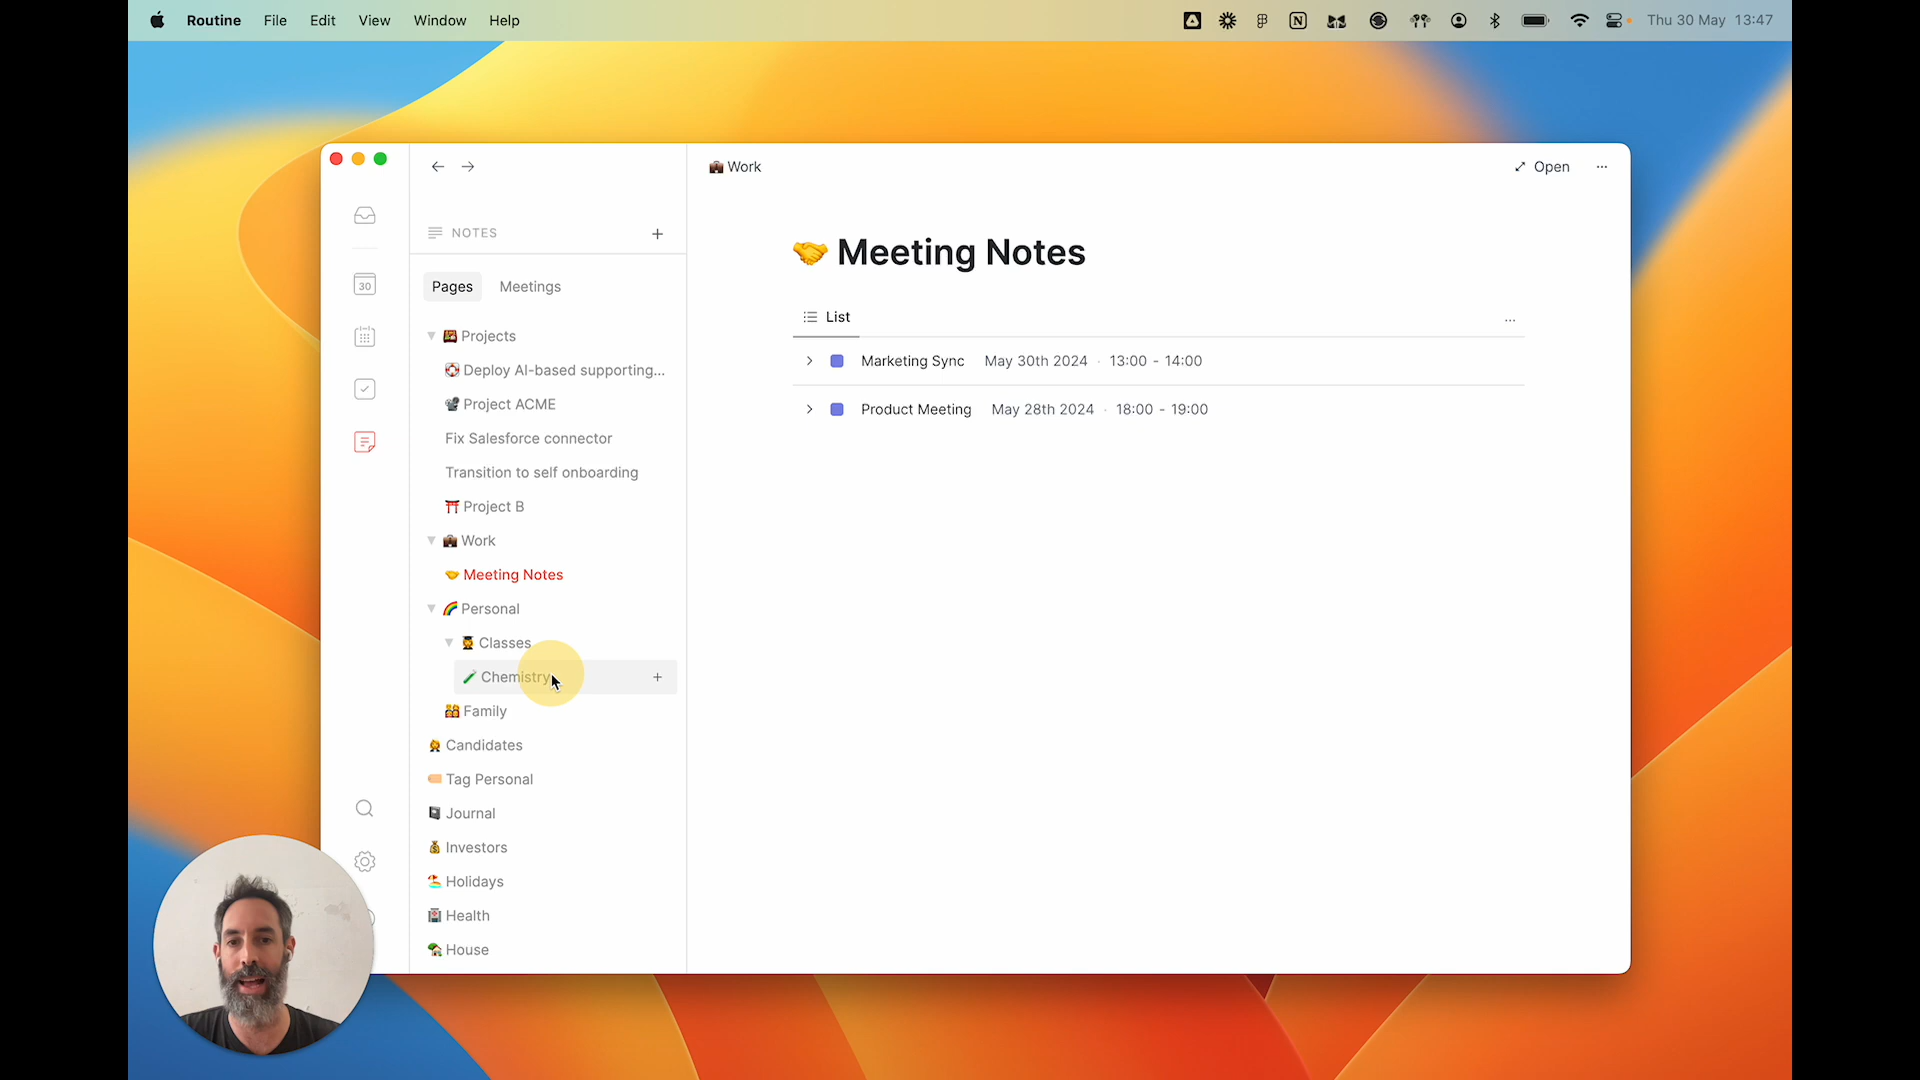 Routine File Edit View Window Help
Thu 30 May 13:47
Work
Open
NOTES
Pages Meetings
Projects
Deploy AI-based supporting...
Project ACME
Fix Salesforce connector
Transition to self onboarding
Project B
Work
Meeting Notes
Personal
Classes
Chemistry
Family
Candidates
Tag Personal
Journal
Investors
Holidays
Health
House
30
Meeting Notes
List
Marketing Sync May 30th 2024 · 13:00 - 14:00
Product Meeting May 28th 2024 · 18:00 - 19:00